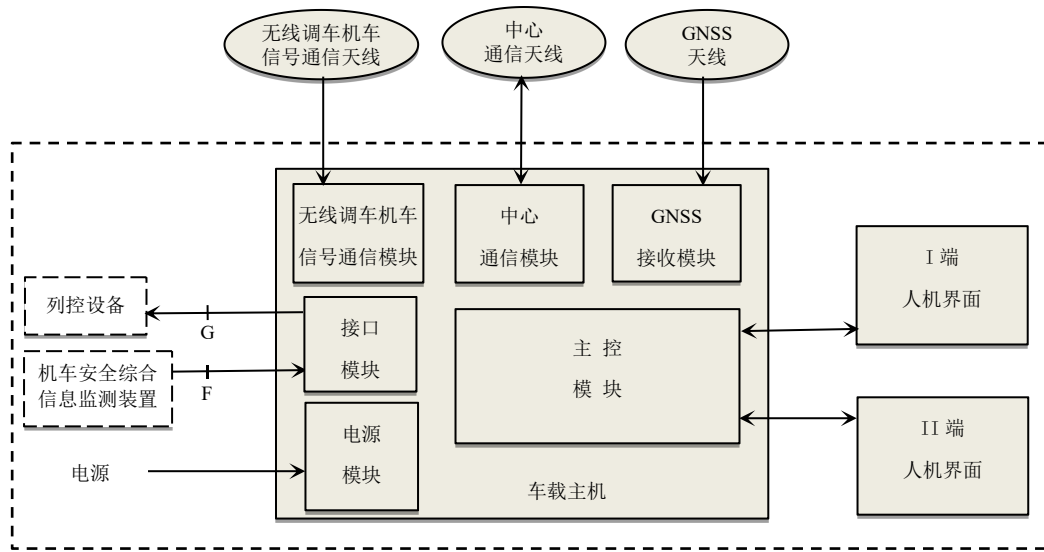 无线调车机车
信号通信天线
中心
通信天线
GNSS
天线
无线调车机车
信号通信模块
中心
通信模块
GNSS
接收模块
I 端
人机界面
列控设备
G
接口
模块
主 控
模 块
机车安全综合
信息监测装置
F
II 端
人机界面
电源
电源
模块
车载主机